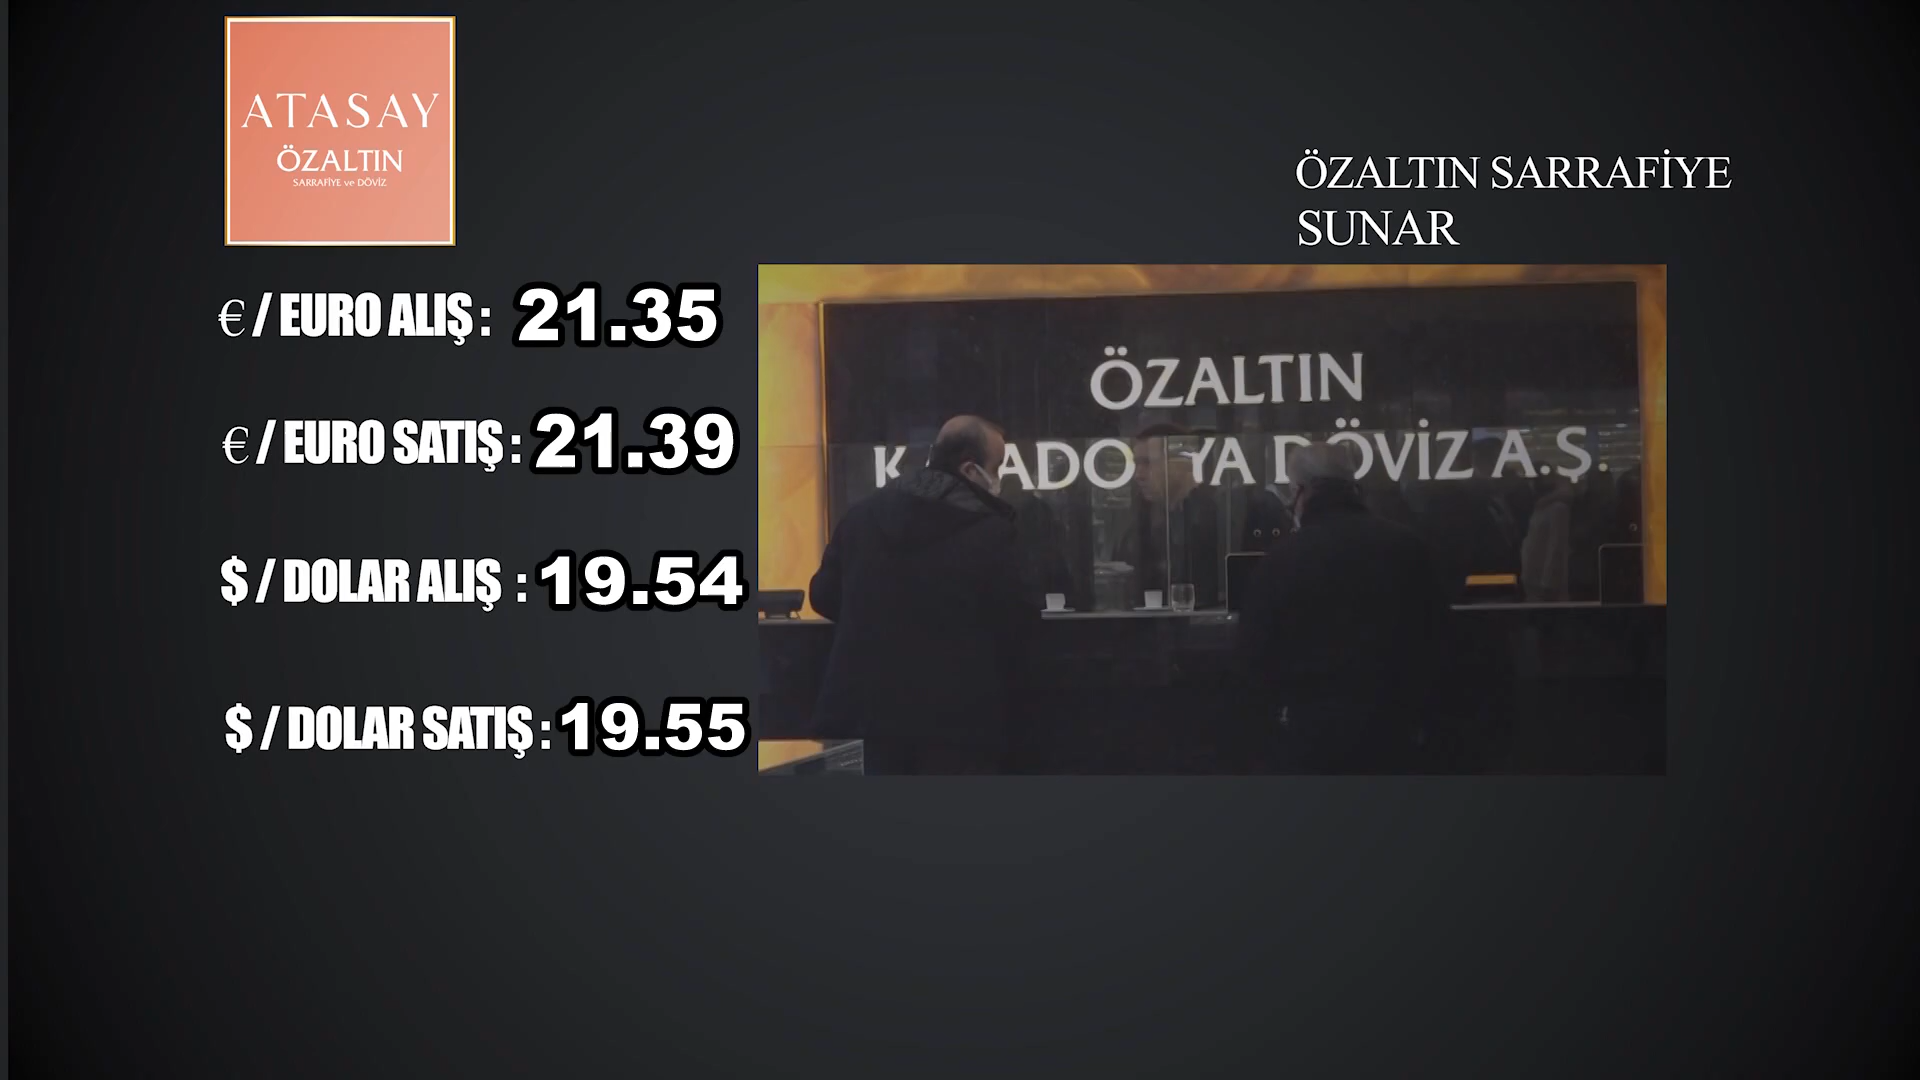 ATASAY
ÖZALTIN
SARRAFİYE ve DÖVİZ
ÖZALTIN SARRAFİYE
SUNAR
€ / EURO ALIŞ : 21.35
€ / EURO SATIŞ : 21.39
$ / DOLAR ALIŞ : 19.54
$ / DOLAR SATIŞ : 19.55
ÖZALTIN
DÖVİZ A.Ş.